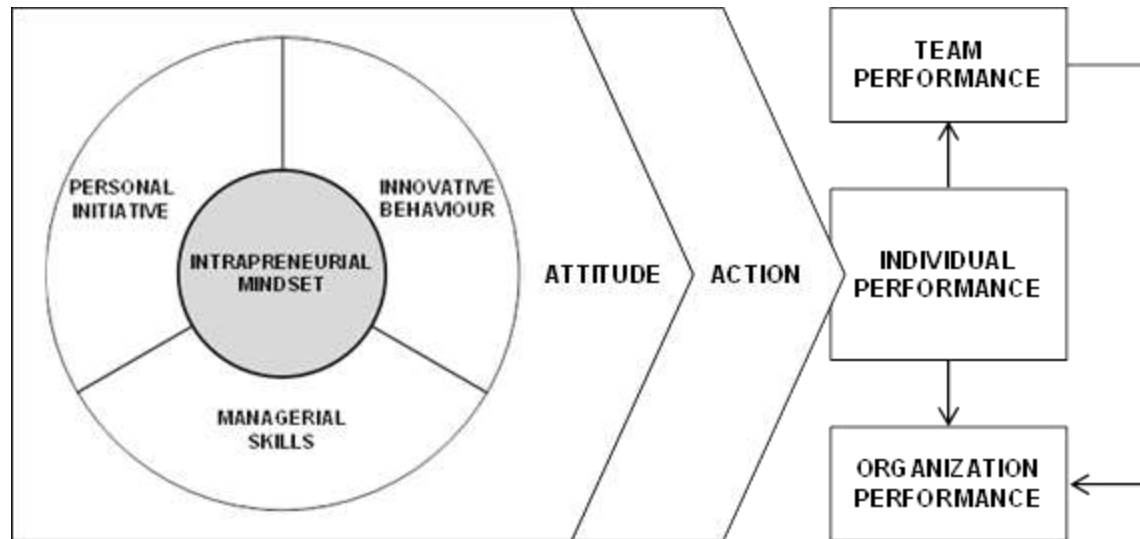 PERSONAL
INITIATIVE
INNOVATIVE
BEHAVIOUR
INTRAPRENEURIAL
MINDSET
MANAGERIAL
SKILLS
ATTITUDE
ACTION
TEAM
PERFORMANCE
INDIVIDUAL
PERFORMANCE
ORGANIZATION
PERFORMANCE